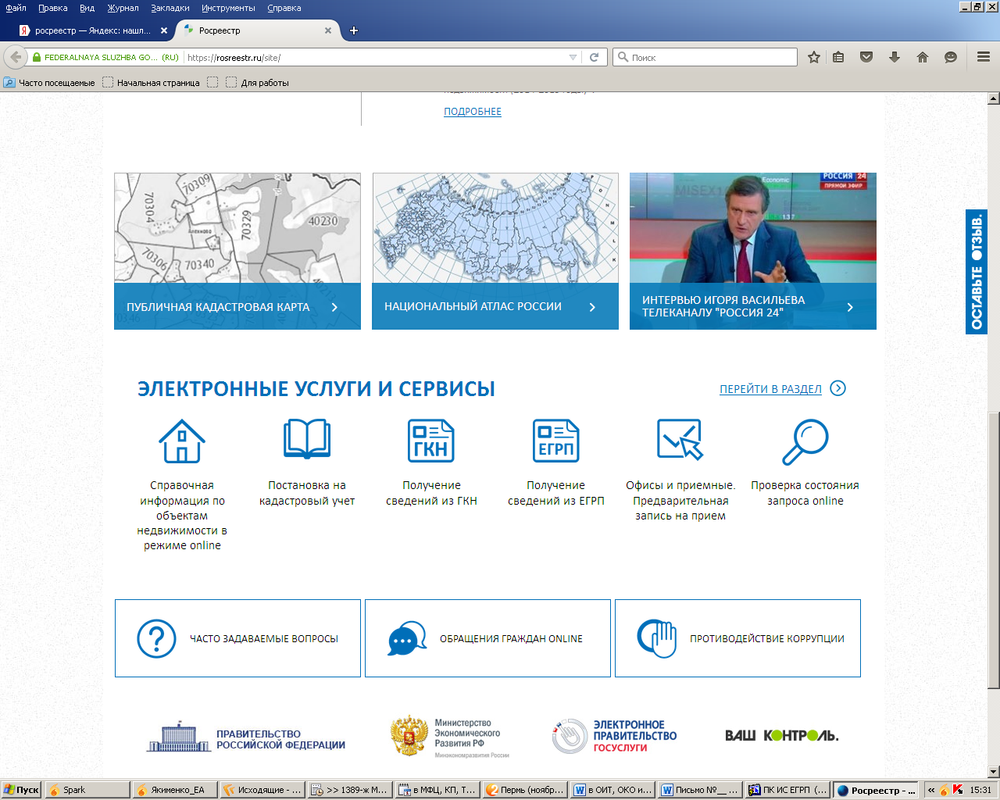 Файл Правка Вид Журнал Закладки Инструменты Справка
росреестр — Яндекс: нашл...
Росреестр
FEDERALNAYA SLUZHBA GO... (RU)
https://rosreestr.ru/site/
Поиск
Часто посещаемые
Начальная страница
Для работы
ПОДРОБНЕЕ
70309
70304
70329
40230
70306
70340
ПУБЛИЧНАЯ КАДАСТРОВАЯ КАРТА
НАЦИОНАЛЬНЫЙ АТЛАС РОССИИ
Economic
РОССИЯ 24
ПРЯМОЙ ЭФИР
ИНТЕРВЬЮ ИГОРЯ ВАСИЛЬЕВА
ТЕЛЕКАНАЛУ "РОССИЯ 24"
ОСТАВЬТЕ ОТЗЫВ.
ЭЛЕКТРОННЫЕ УСЛУГИ И СЕРВИСЫ
ПЕРЕЙТИ В РАЗДЕЛ
Справочная
информация по
объектам
недвижимости в
режиме online
Постановка на
кадастровый учет
ГКН
Получение
сведений из ГКН
ЕГРП
Получение
сведений из ЕГРП
Офисы и приемные.
Предварительная
запись на прием
Проверка состояния
запроса online
ЧАСТО ЗАДАВАЕМЫЕ ВОПРОСЫ
ОБРАЩЕНИЯ ГРАЖДАН ONLINE
ПРОТИВОДЕЙСТВИЕ КОРРУПЦИИ
ПРАВИТЕЛЬСТВО
РОССИЙСКОЙ ФЕДЕРАЦИИ
Министерство
Экономического
Развития РФ
Минэкономразвития России
ЭЛЕКТРОННОЕ
ПРАВИТЕЛЬСТВО
ГОСУСЛУГИ
ВАШ КОНТРОЛЬ.
Пуск
Spark
Якименко_ЕА
Исходящие - ...
>> 1389-ж М...
в МФЦ, КП, Т...
Пермь (ноябр...
в ОИТ, ОКО и...
Письмо №__ ...
ПК ИС ЕГРП (...
Росреестр - ...
15:31